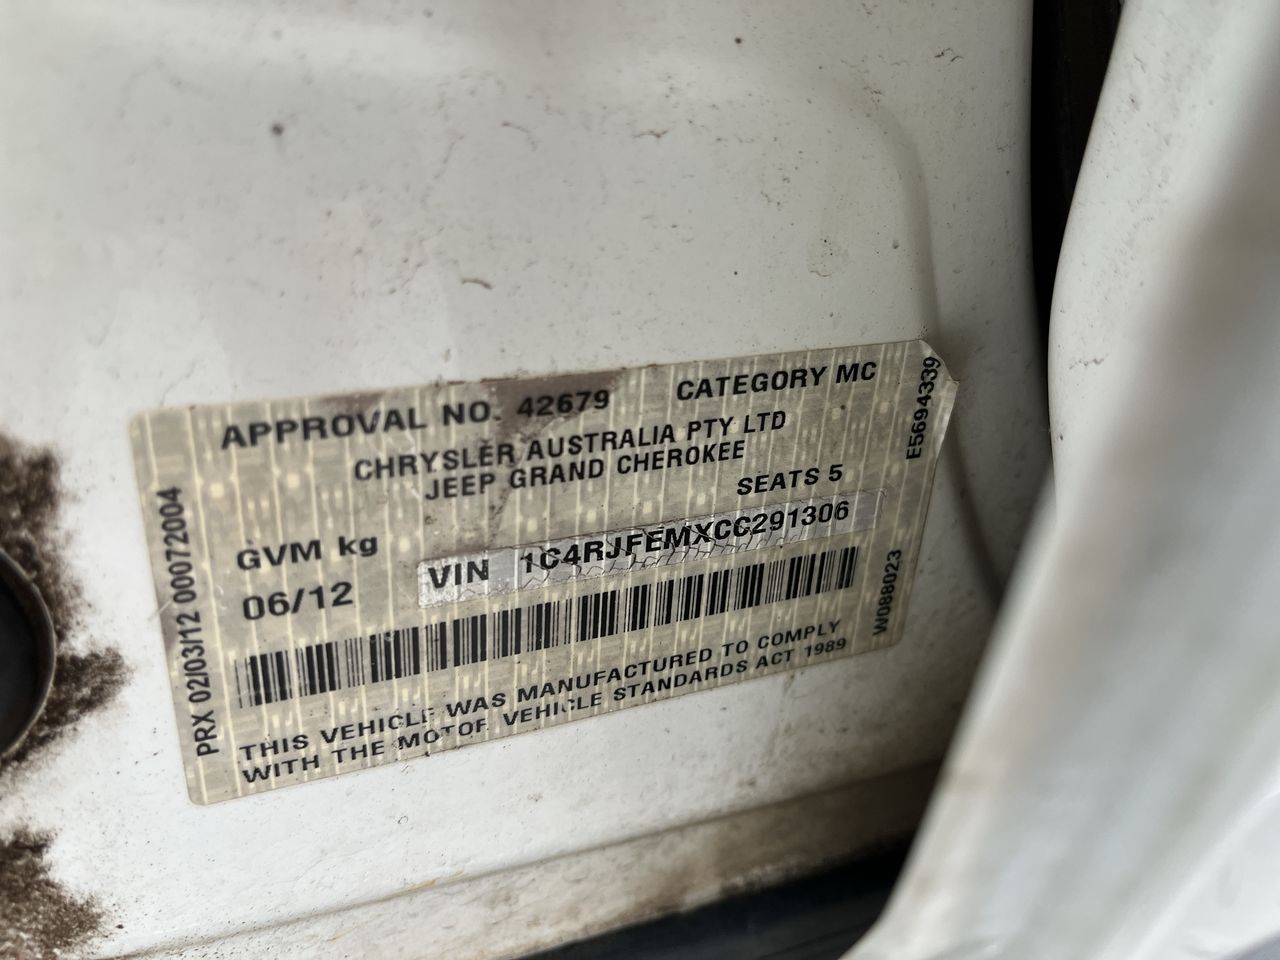 APPROVAL NO. 42679
CATEGORY MC
CHRYSLER AUSTRALIA PTY LTD
JEEP GRAND CHEROKEE
SEATS 5
GVM kg
06/12
VIN 1C4RJFEMXCC291306
THIS VEHICLE WAS MANUFACTURED TO COMPLY
WITH THE MOTOR VEHICLE STANDARDS ACT 1989
PRX 02/03/12 00072004
E5694339
W088023